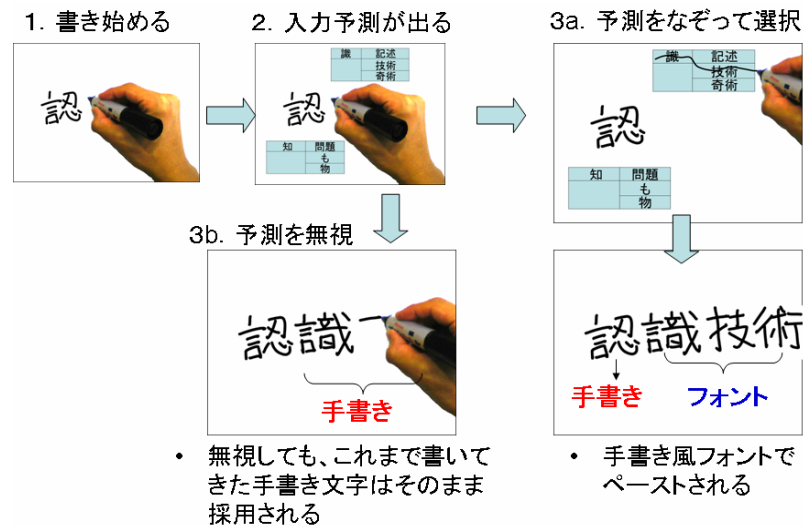 1. 書き始める
認
2. 入力予測が出る
識 記述
技術
奇術
認
知 問題
も
物
3a. 予測をなぞって選択
識 記述
技術
奇術
認
知 問題
も
物
3b. 予測を無視
認識
手書き
・ 無視しても、これまで書いて
きた手書き文字はそのまま
採用される
認識技術
手書き フォント
・ 手書き風フォントで
ペーストされる